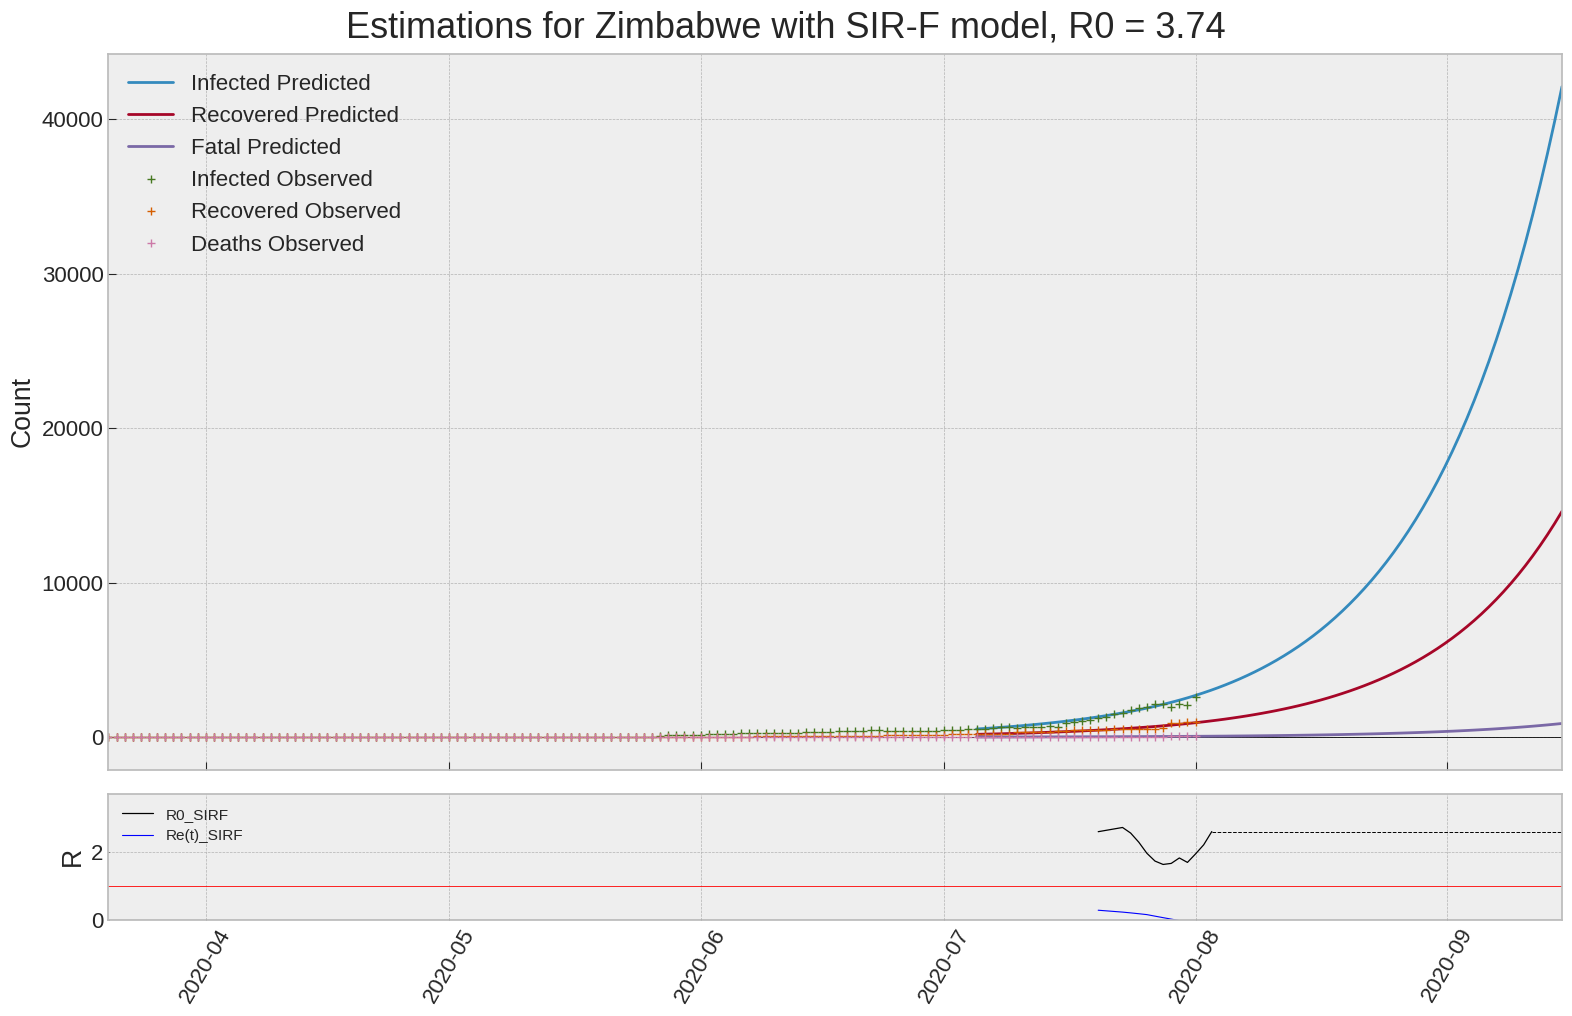 Estimations for Zimbabwe with SIR-F model, R0 = 3.74
Infected Predicted
Recovered Predicted
Fatal Predicted
Infected Observed
Recovered Observed
Deaths Observed
40000
30000
20000
10000
0
Count
R0_SIRF
Re(t)_SIRF
2
0
R
2020-04
2020-05
2020-06
2020-07
2020-08
2020-09